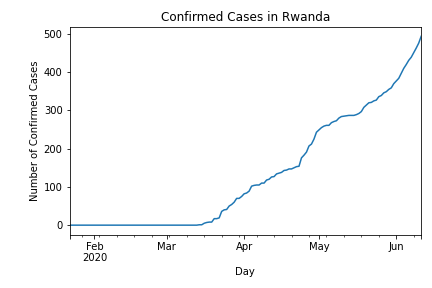 Confirmed Cases in Rwanda
Number of Confirmed Cases
500
400
300
200
100
0
Feb Mar Apr May Jun
2020
Day